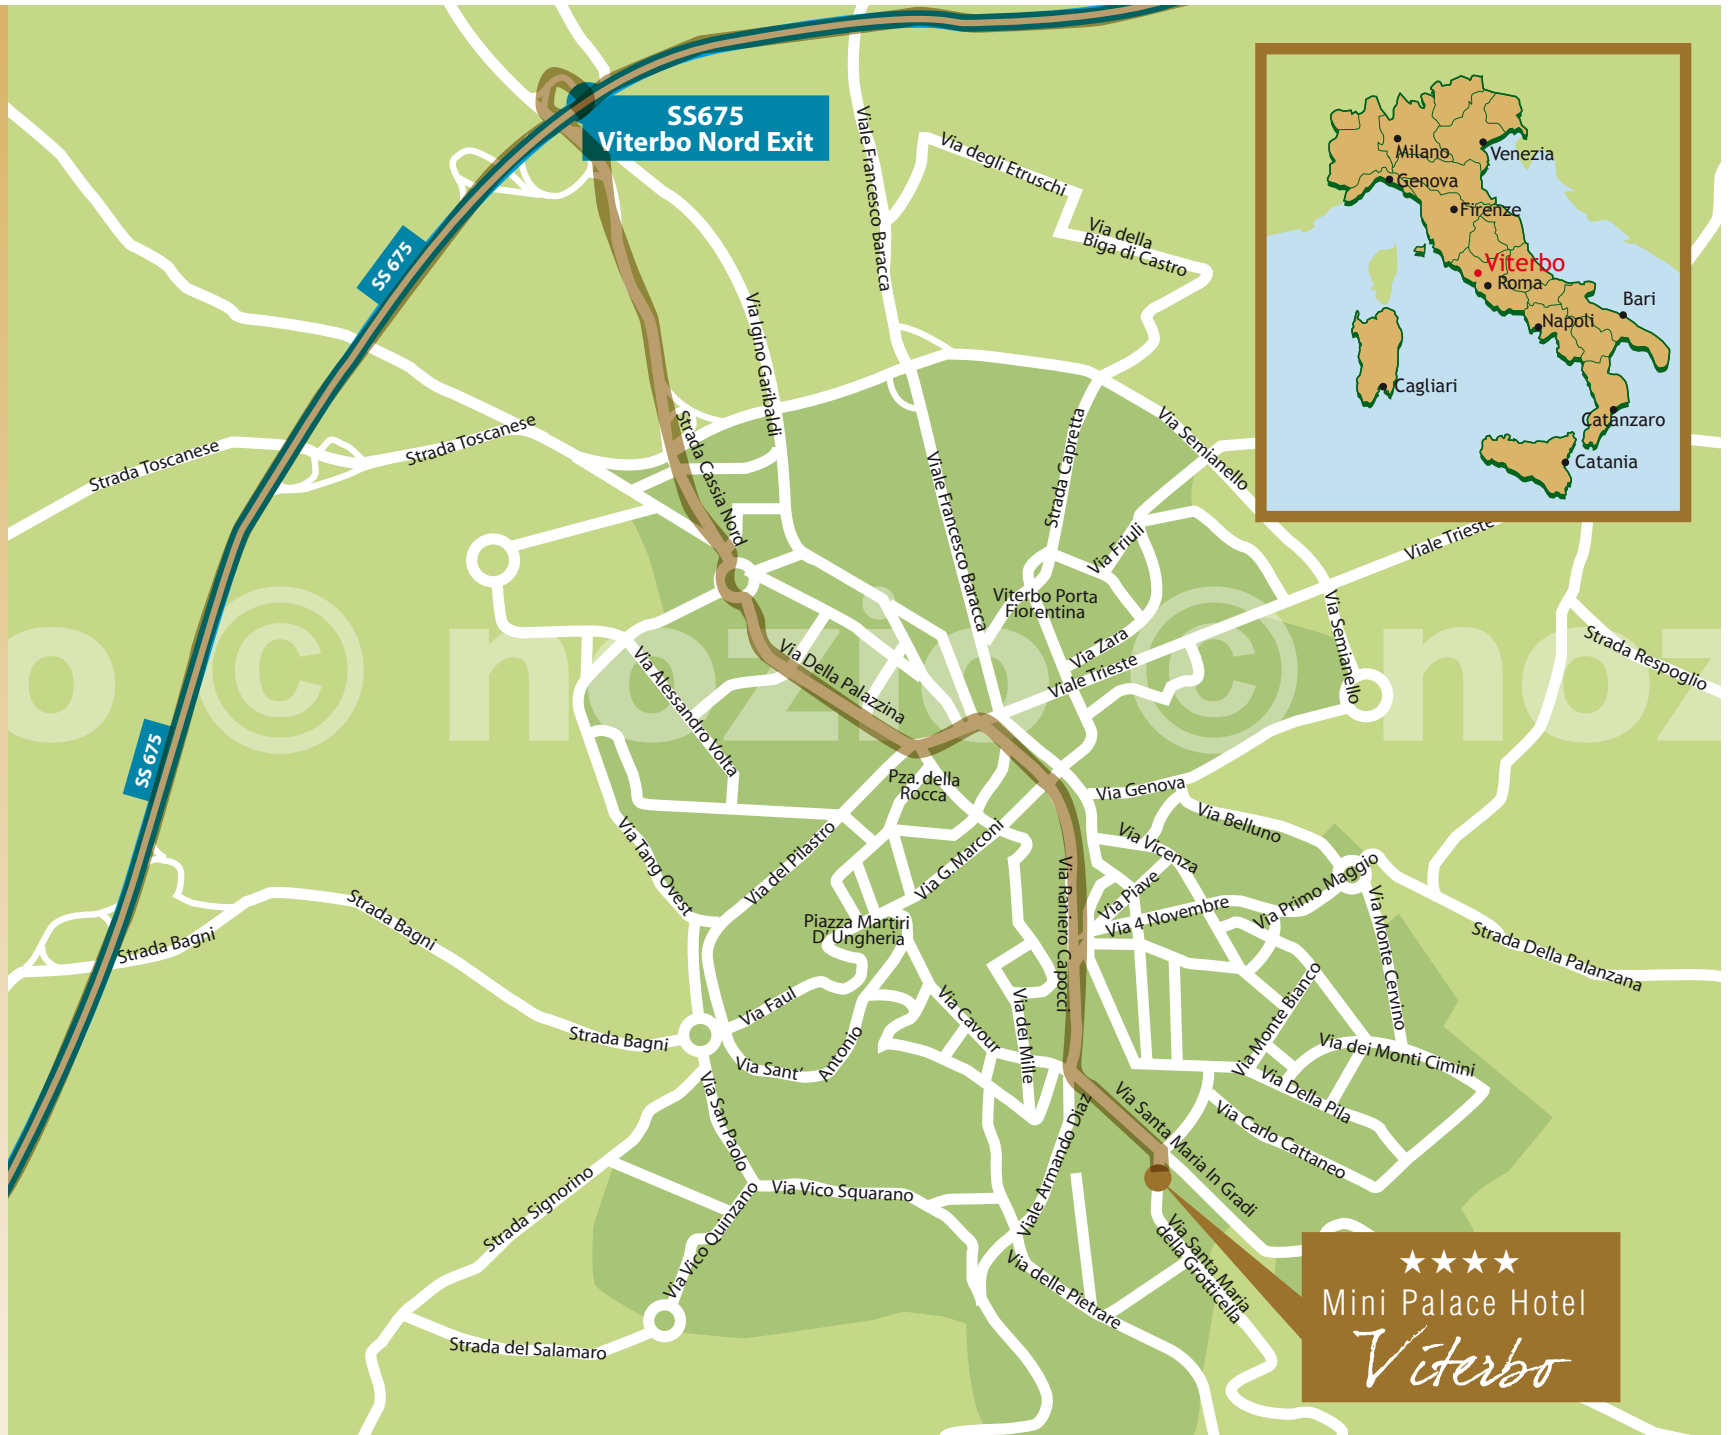 SS675
Viterbo Nord Exit
Viale Francesco Baracca
Via degli Etruschi
Via della
Biga di Castro
SS 675
Via Igino Garibaldi
Strada Toscanese
Strada Toscanese
Strada Cassia Nord
Viale Francesco Baracca
Strada Capretta
Via Semianello
Via Friuli
Viale Trieste
Viterbo Porta
Fiorentina
Via Semianello
Strada Respoglio
Via Zara
Viale Trieste
Via Della Palazzina
Via Alessandro Volta
o © nozio © noz
SS 675
Pza. della
Rocca
Via Genova
Via Belluno
Via Tang Ovest
Via del Pilastro
Via G. Marconi
Via Vicenza
Via Piave
Via Primo Maggio
Via 4 Novembre
Via Raniero Capocci
Piazza Martiri
D'Ungheria
Strada Bagni
Strada Bagni
Strada Bagni
Via Monte Cervino
Strada Della Palanzana
Via Faul
Via Cavour
Via dei Mille
Via Monte Bianco
Via dei Monti Cimini
Via Sant'
Antonio
Via Della Pila
Via Carlo Cattaneo
Via San Paolo
Via Santa Maria In Gradi
Viale Armando Diaz
Via Vico Squarano
Strada Signorino
Via Vico Quinzano
Via Santa Maria
della Grotticella
Via delle Pietrare
Strada del Salamaro
Mini Palace Hotel
Viterbo
Milano
Venezia
Genova
Firenze
Viterbo
Roma
Bari
Napoli
Cagliari
Catanzaro
Catania